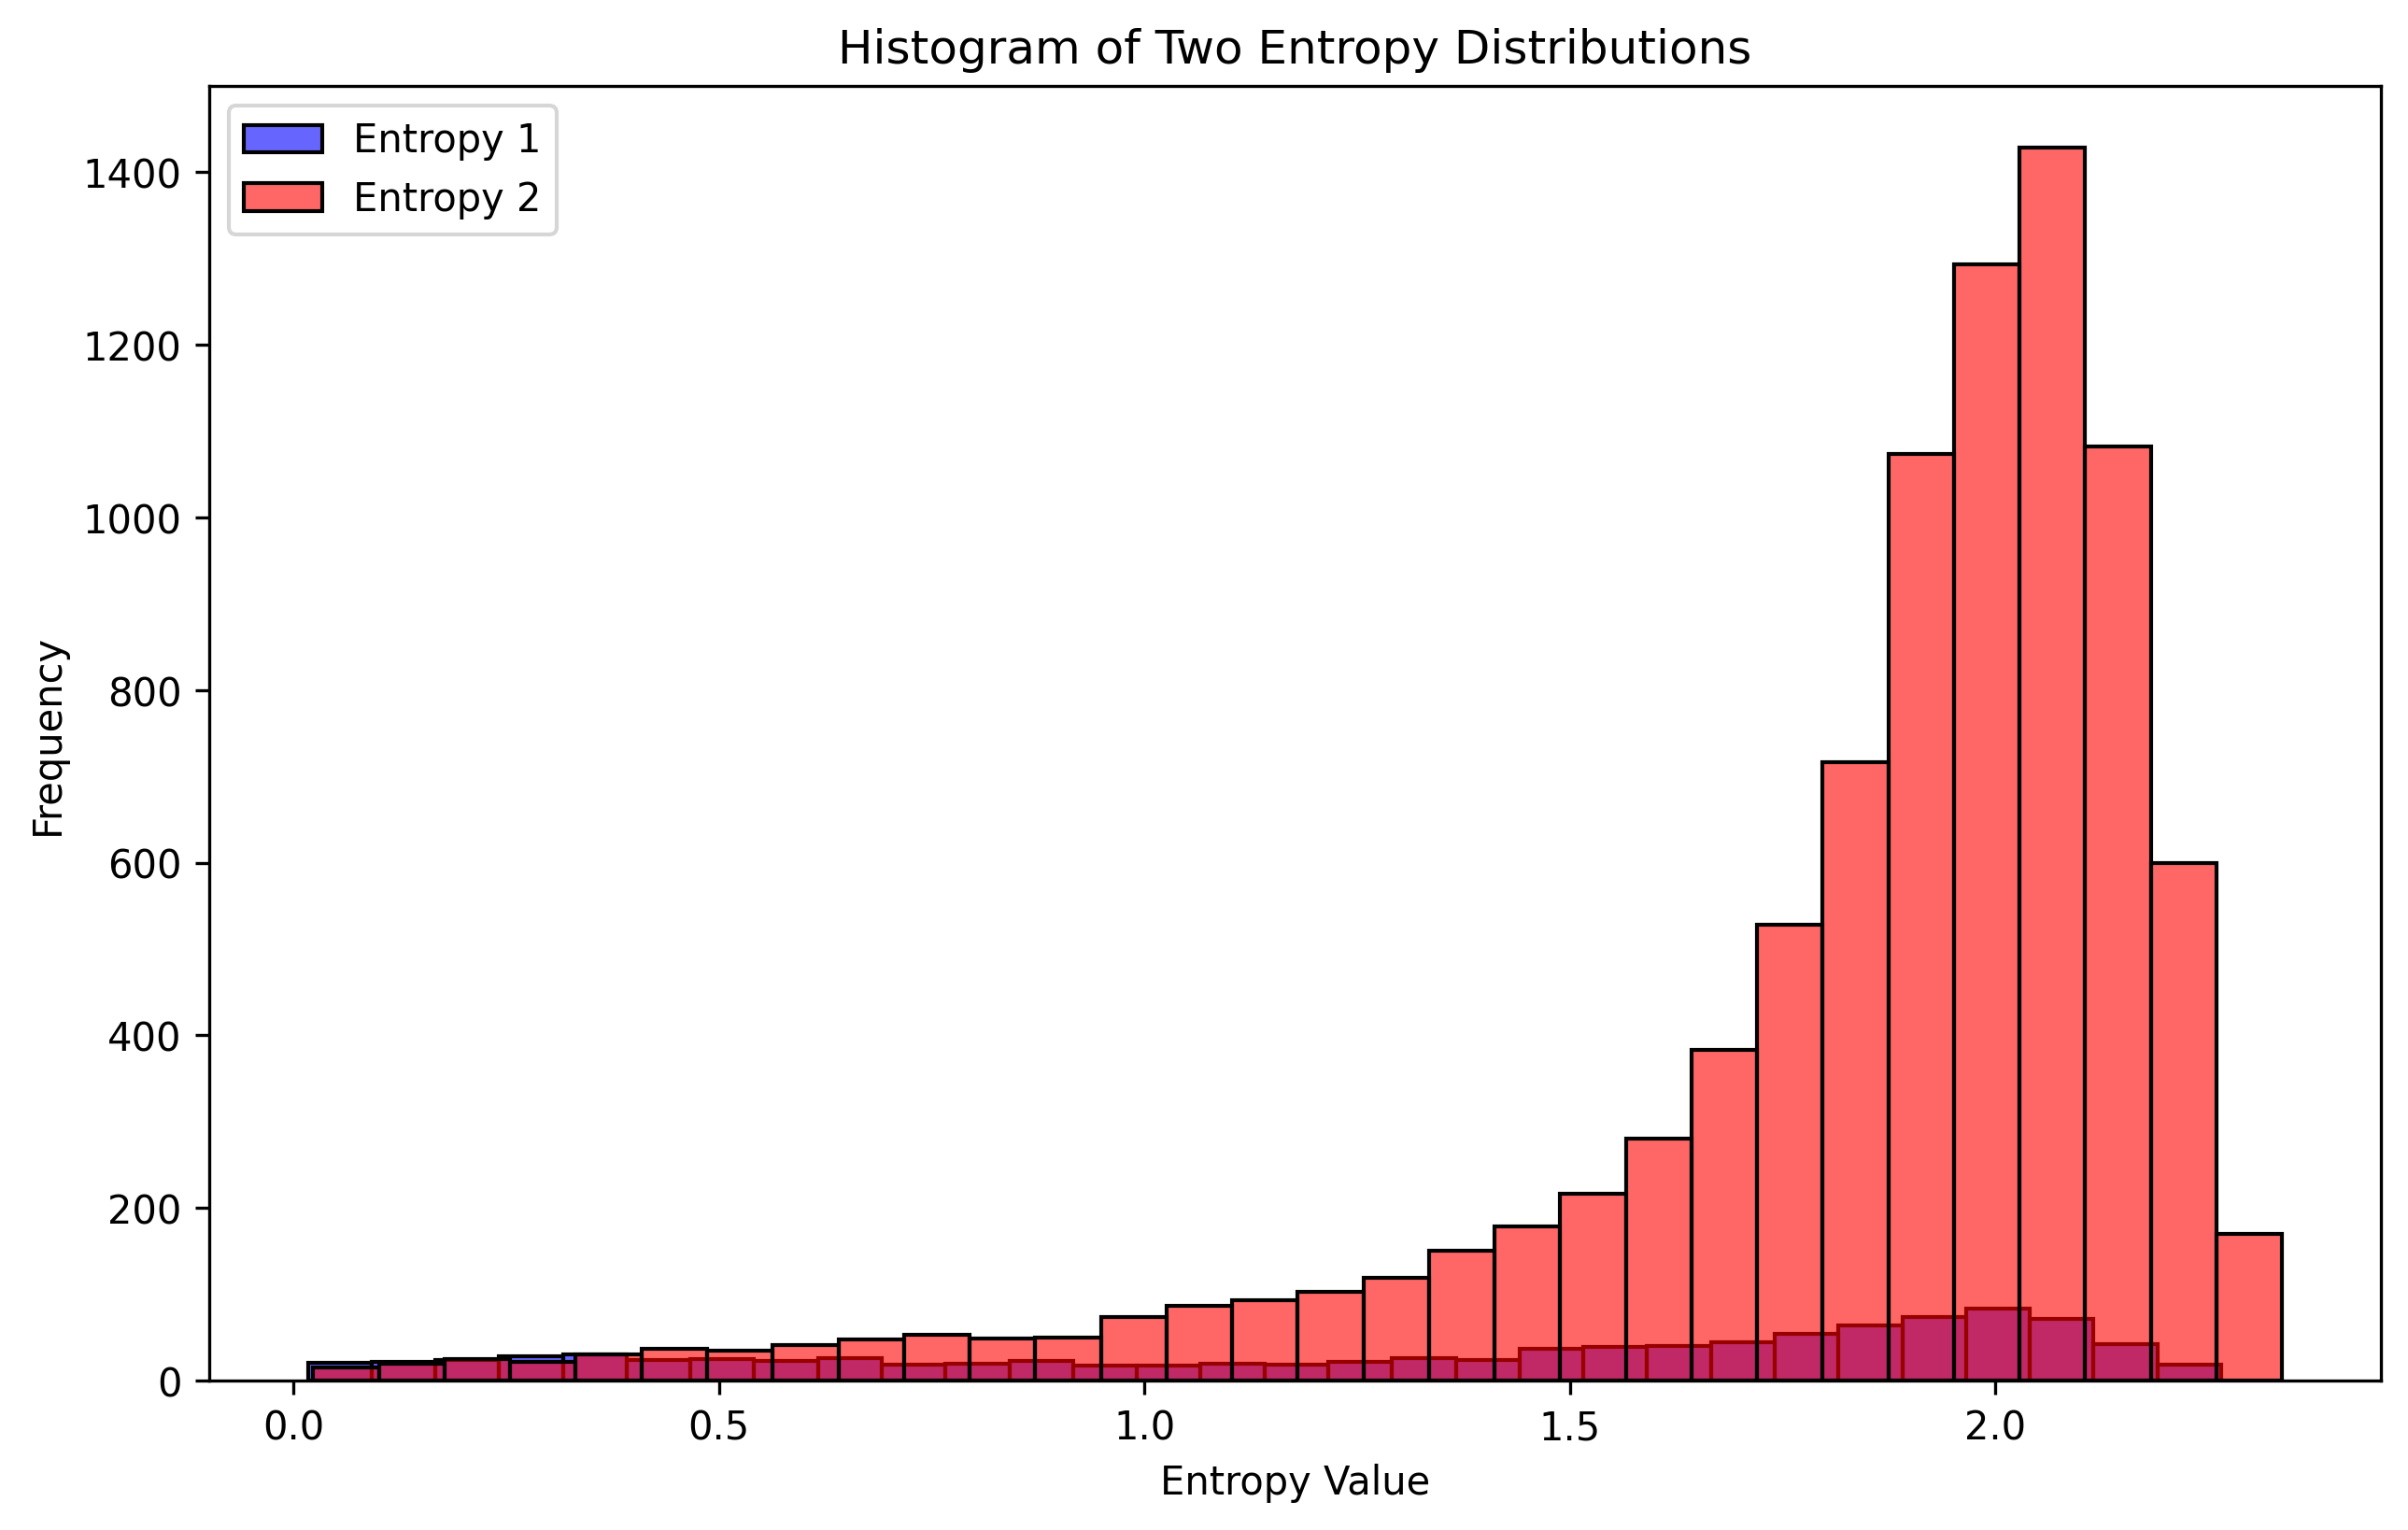 Histogram of Two Entropy Distributions
Entropy 1
Entropy 2
1400
1200
1000
800
600
400
200
0
Frequency
0.0 0.5 1.0 1.5 2.0
Entropy Value